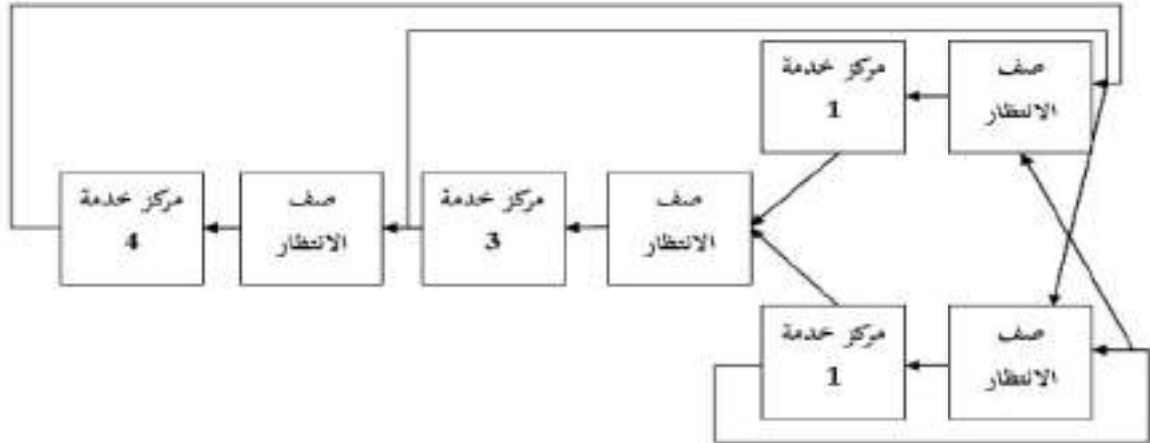 صف
الانتظار
مركز خدمة
1
صف
الانتظار
مركز خدمة
3
صف
الانتظار
مركز خدمة
4
صف
الانتظار
مركز خدمة
1